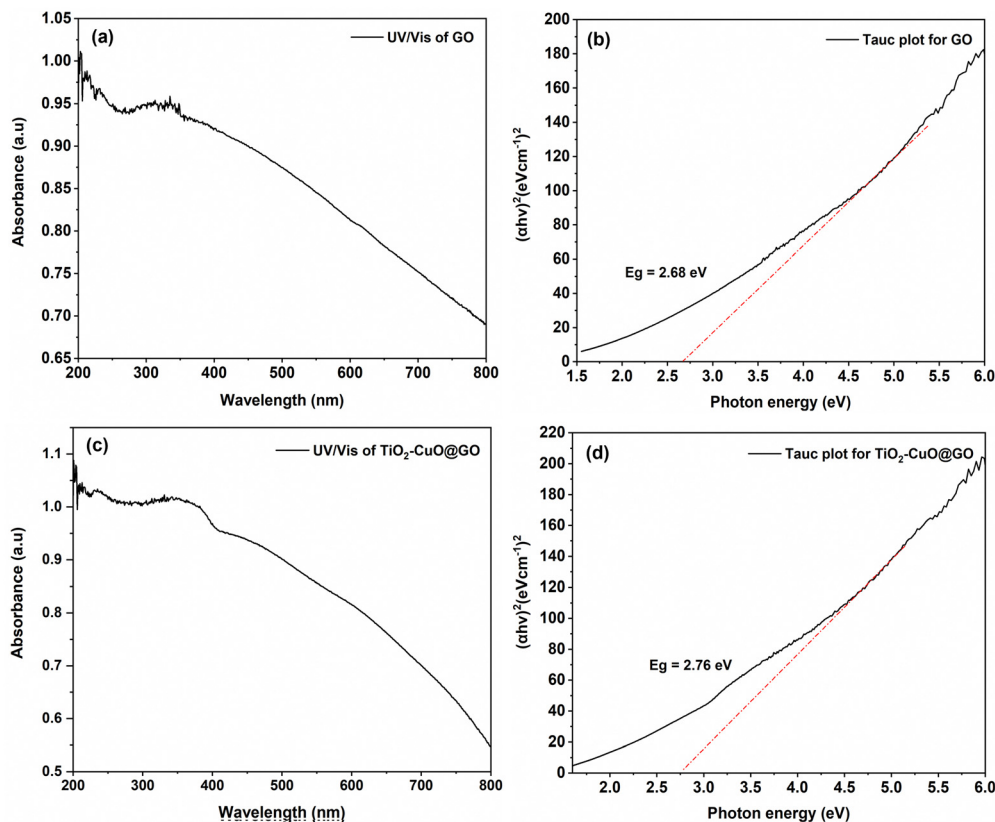 (a)
UV/Vis of GO
1.05
1.00
0.95
0.90
0.85
0.80
0.75
0.70
0.65
Absorbance (a.u)
200 300 400 500 600 700 800
Wavelength (nm)
(b)
Tauc plot for GO
200
180
160
140
120
100
80
60
40
20
0
(αhv)²(eVcm⁻¹)²
Eg = 2.68 eV
1.5 2.0 2.5 3.0 3.5 4.0 4.5 5.0 5.5 6.0
Photon energy (eV)
(c)
UV/Vis of TiO₂-CuO@GO
1.1
1.0
0.9
0.8
0.7
0.6
0.5
Absorbance (a.u)
200 300 400 500 600 700 800
Wavelength (nm)
(d)
Tauc plot for TiO₂-CuO@GO
220
200
180
160
140
120
100
80
60
40
20
0
(αhv)²(eVcm⁻¹)²
Eg = 2.76 eV
2.0 2.5 3.0 3.5 4.0 4.5 5.0 5.5 6.0
Photon energy (eV)